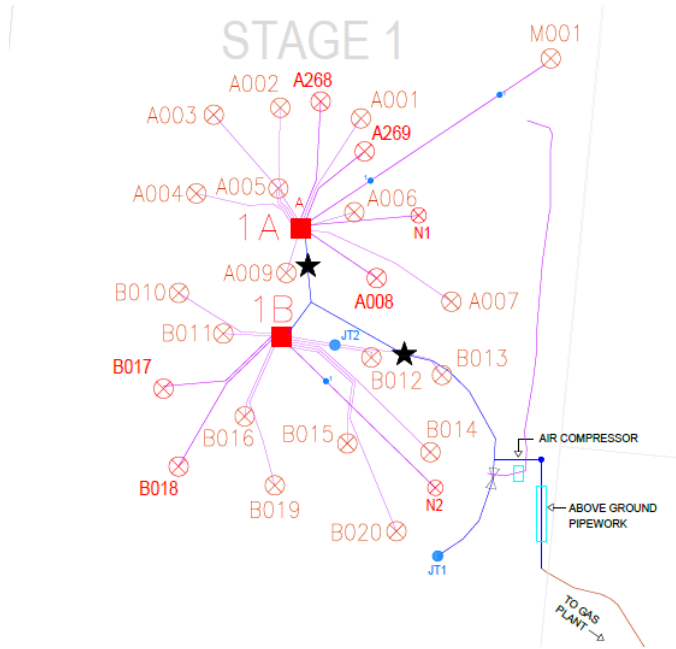 STAGE 1
M001
A268
A002
A003
A001
A269
A005
A004
A
A006
1A
N1
A009
A008
A007
B010
1B
B011
JT2
B013
B017
B012
B016
B015
B014
AIR COMPRESSOR
B018
B019
N2
ABOVE GROUND
PIPEWORK
B020
JT1
TO GAS
PLANT